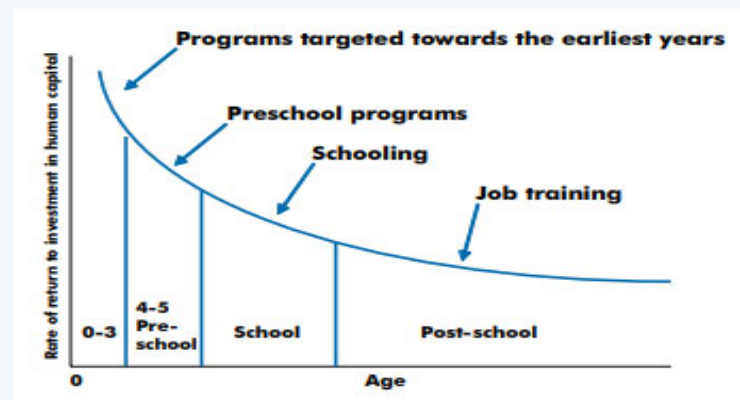 Programs targeted towards the earliest years
Preschool programs
Schooling
Job training
Rate of return to investment in human capital
0-3
4-5
Pre-
school
School
Post-school
0
Age